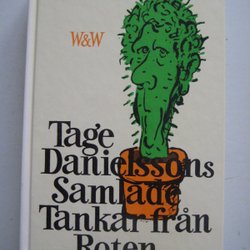 W&W
Tage
Danielssons
Samlade
Tankar från
Roten